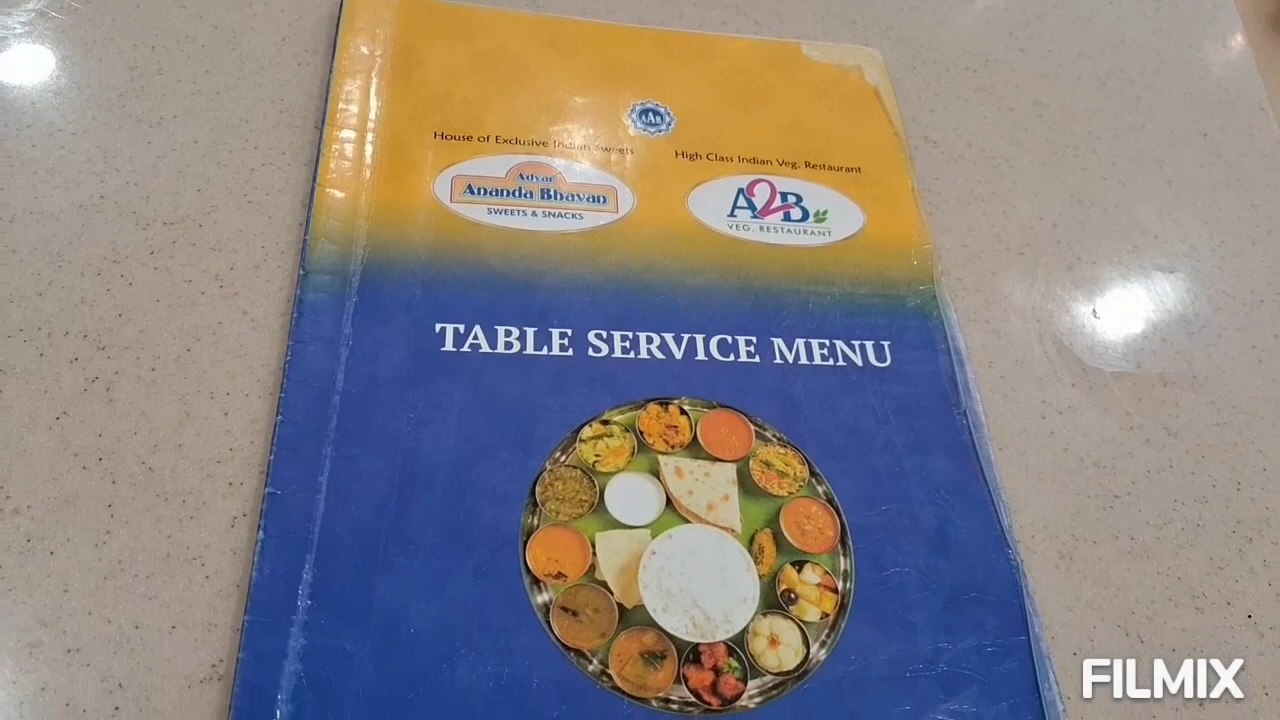 AAB
House of Exclusive Indian Sweets
Adyar
Ananda Bhavan
SWEETS & SNACKS
High Class Indian Veg. Restaurant
A2B
VEG. RESTAURANT
TABLE SERVICE MENU
FILMIX